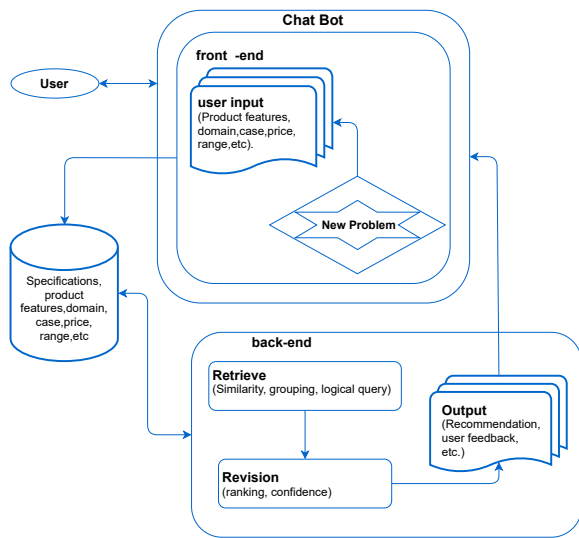 Chat Bot
front -end
User
user input
(Product features,
domain,case,price,
range,etc).
New Problem
Specifications,
product
features,domain,
case,price,
range,etc
back-end
Retrieve
(Similarity, grouping, logical query)
Output
(Recommendation,
user feedback,
etc.)
Revision
(ranking, confidence)